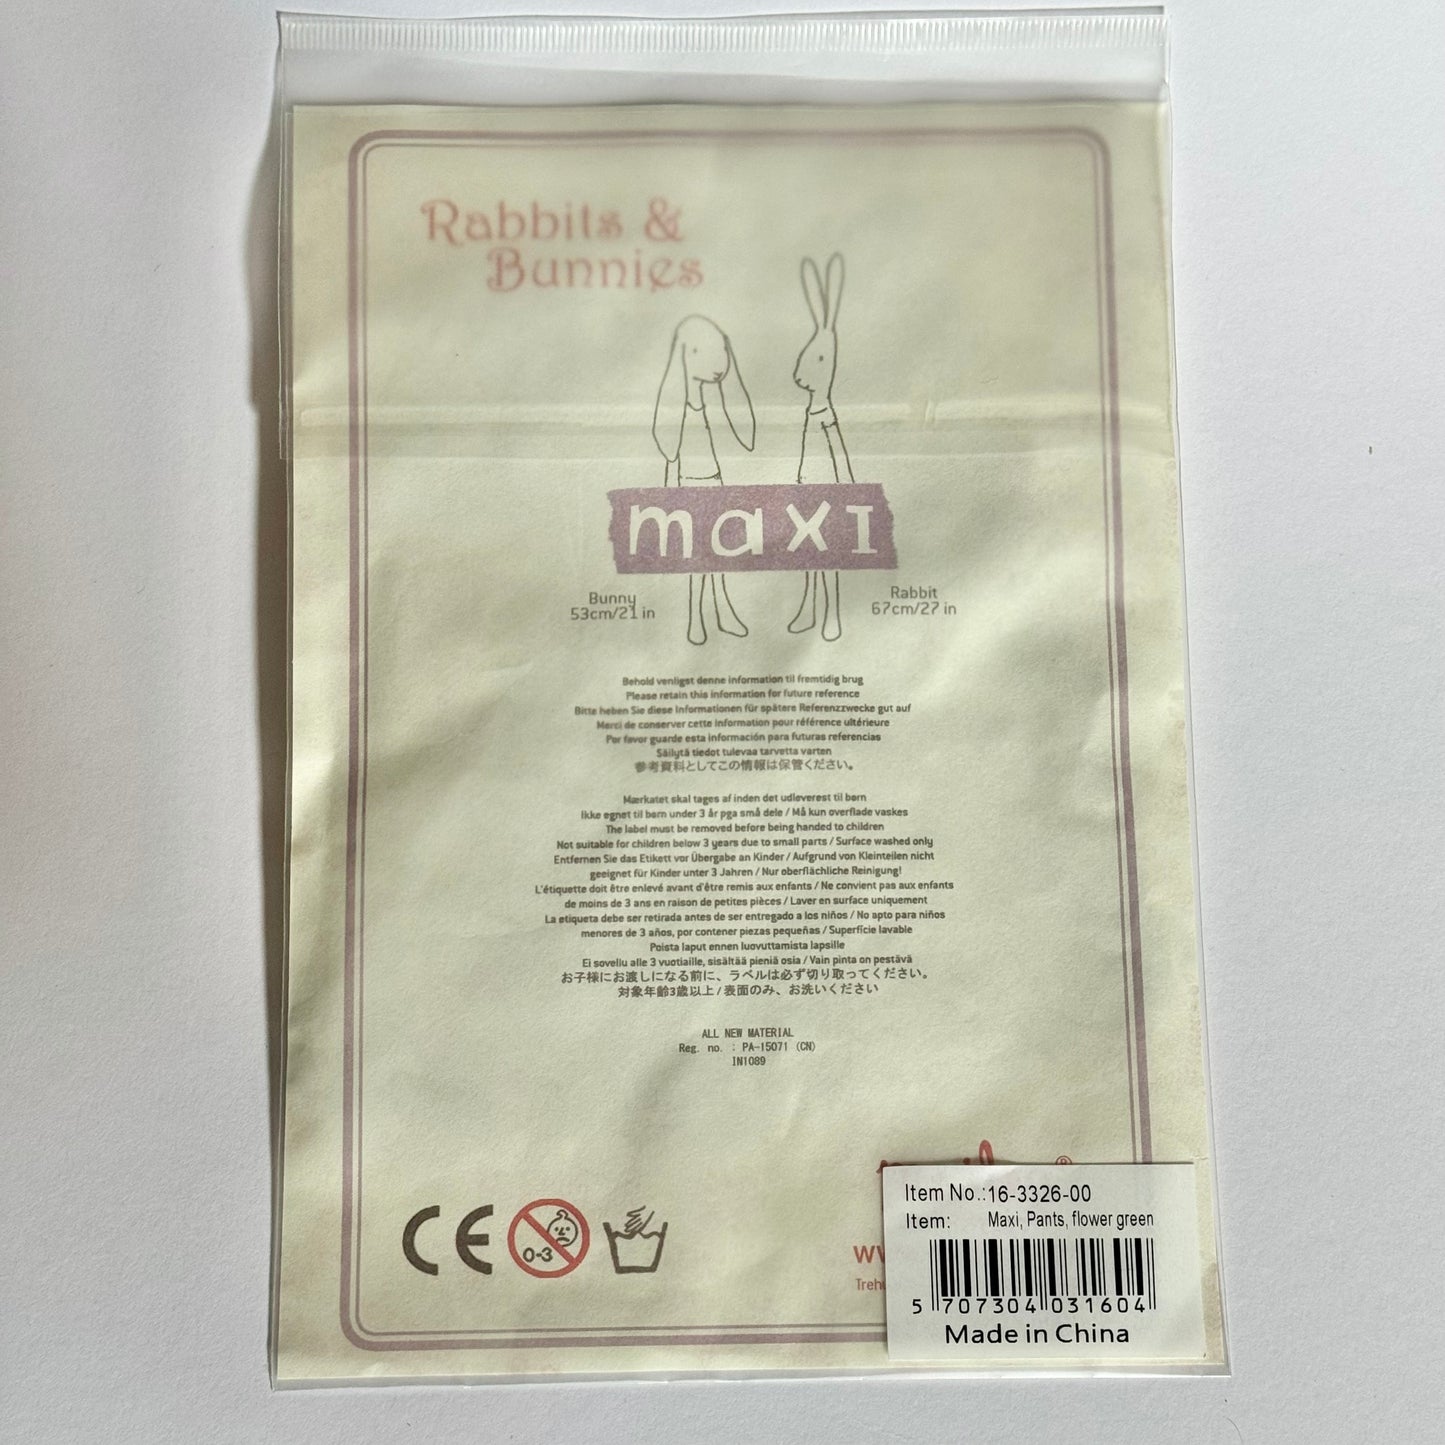 Rabbits &
Bunnies
maxi
Bunny
53cm/21 in
Rabbit
67cm/27 in
Behold venligst denne information til fremtidig brug
Please retain this information for future reference
Bitte heben Sie diese Informationen für spätere Referenzzwecke gut auf
Merci de conserver cette information pour référence ultérieure
Por favor guarde esta información para futuras referencias
Säilytä tiedot tulevaa tarvetta varten
参考資料としてこの情報は保管ください。
Mærkatet skal tages af inden det udleverest til børn
Ikke egnet til børn under 3 år pga små dele / Må kun overflade vaskes
The label must be removed before being handed to children
Not suitable for children below 3 years due to small parts / Surface washed only
Entfernen Sie das Etikett vor Übergabe an Kinder / Aufgrund von Kleinteilen nicht
geeignet für Kinder unter 3 Jahren / Nur oberflächliche Reinigung!
L'étiquette doit être enlevé avant d'être remis aux enfants / Ne convient pas aux enfants
de moins de 3 ans en raison de petites pièces / Laver en surface uniquement
La etiqueta debe ser retirada antes de ser entregado a los niños / No apto para niños
menores de 3 años, por contener piezas pequeñas / Superfície lavable
Poista laput ennen luovuttamista lapsille
Ei sovellu alle 3 vuotiaille, sisältää pieniä osia / Vain pinta on pestävä
お子様にお渡しになる前に、ラベルは必ず切り取ってください。
対象年齢3歳以上/表面のみ、お洗いください
ALL NEW MATERIAL
Reg. no. : PA-15071 (CN)
IN1089
CE
0-3
Item No.:16-3326-00
Item: Maxi, Pants, flower green
5 707304 031604
Made in China